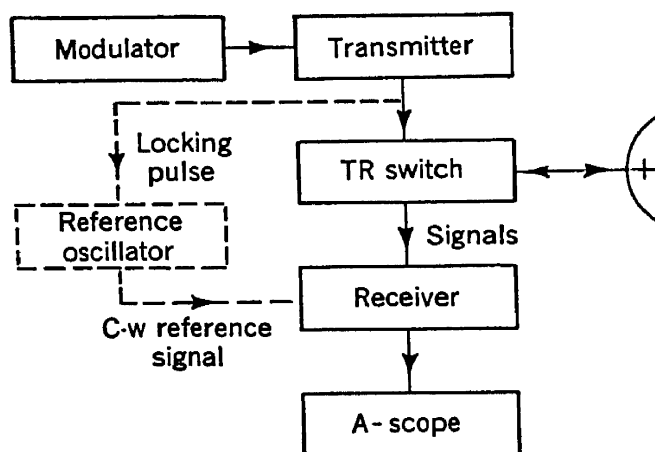 Modulator
Transmitter
Locking
pulse
TR switch
Reference
oscillator
Signals
Receiver
C-w reference
signal
A-scope